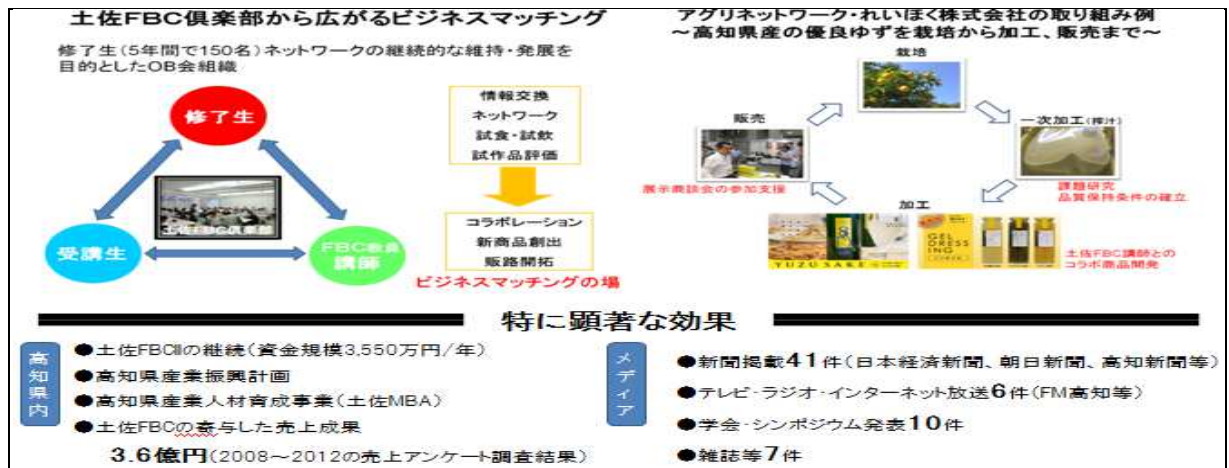 土佐FBC倶楽部から広がるビジネスマッチング
修了生(5年間で150名)ネットワークの継続的な維持・発展を
目的としたOB会組織
修了生
土佐FBC倶楽部
受講生
FBC教員
講師
情報交換
ネットワーク
試食・試飲
試作品評価
コラボレーション
新商品創出
販路開拓
ビジネスマッチングの場
アグリネットワーク・れいほく株式会社の取り組み例
~高知県産の優良ゆずを栽培から加工、販売まで~
栽培
一次加工(搾汁)
課題研究
品質保持条件の確立
加工
YUZU SAKE
GEL
DRESS
ING
土佐FBC講師との
コラボ商品開発
販売
展示商談会の参加支援
特に顕著な効果
高知県内
●土佐FBCⅡの継続(資金規模3,550万円/年)
●高知県産業振興計画
●高知県産業人材育成事業(土佐MBA)
●土佐FBCの寄与した売上成果
3.6億円(2008~2012の売上アンケート調査結果)
メディア
●新聞掲載41件(日本経済新聞、朝日新聞、高知新聞等)
●テレビ・ラジオ・インターネット放送6件(FM高知等)
●学会・シンポジウム発表10件
●雑誌等7件